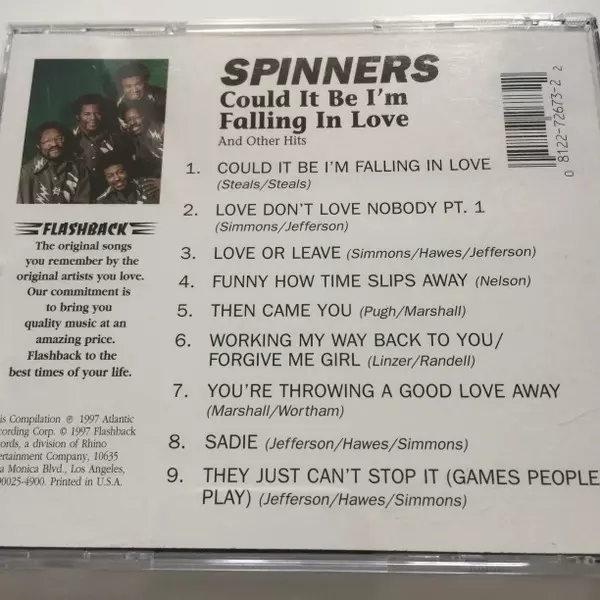 SPINNERS
Could It Be I'm
Falling In Love
And Other Hits
1. COULD IT BE I'M FALLING IN LOVE
(Steals/Steals)
2. LOVE DON'T LOVE NOBODY PT. 1
(Simmons/Jefferson)
3. LOVE OR LEAVE (Simmons/Hawes/Jefferson)
4. FUNNY HOW TIME SLIPS AWAY (Nelson)
5. THEN CAME YOU (Pugh/Marshall)
6. WORKING MY WAY BACK TO YOU/
FORGIVE ME GIRL (Linzer/Randell)
7. YOU'RE THROWING A GOOD LOVE AWAY
(Marshall/Wortham)
8. SADIE (Jefferson/Hawes/Simmons)
9. THEY JUST CAN'T STOP IT (GAMES PEOPLE
PLAY) (Jefferson/Hawes/Simmons)
0 8122-72673-2 2
FLASHBACK
The original songs
you remember by the
original artists you love.
Our commitment is
to bring you
quality music at an
amazing price.
Flashback to the
best times of your life.
is Compilation ℗ 1997 Atlantic
cording Corp. © 1997 Flashback
ords, a division of Rhino
ertainment Company, 10635
a Monica Blvd., Los Angeles,
90025-4900. Printed in U.S.A.